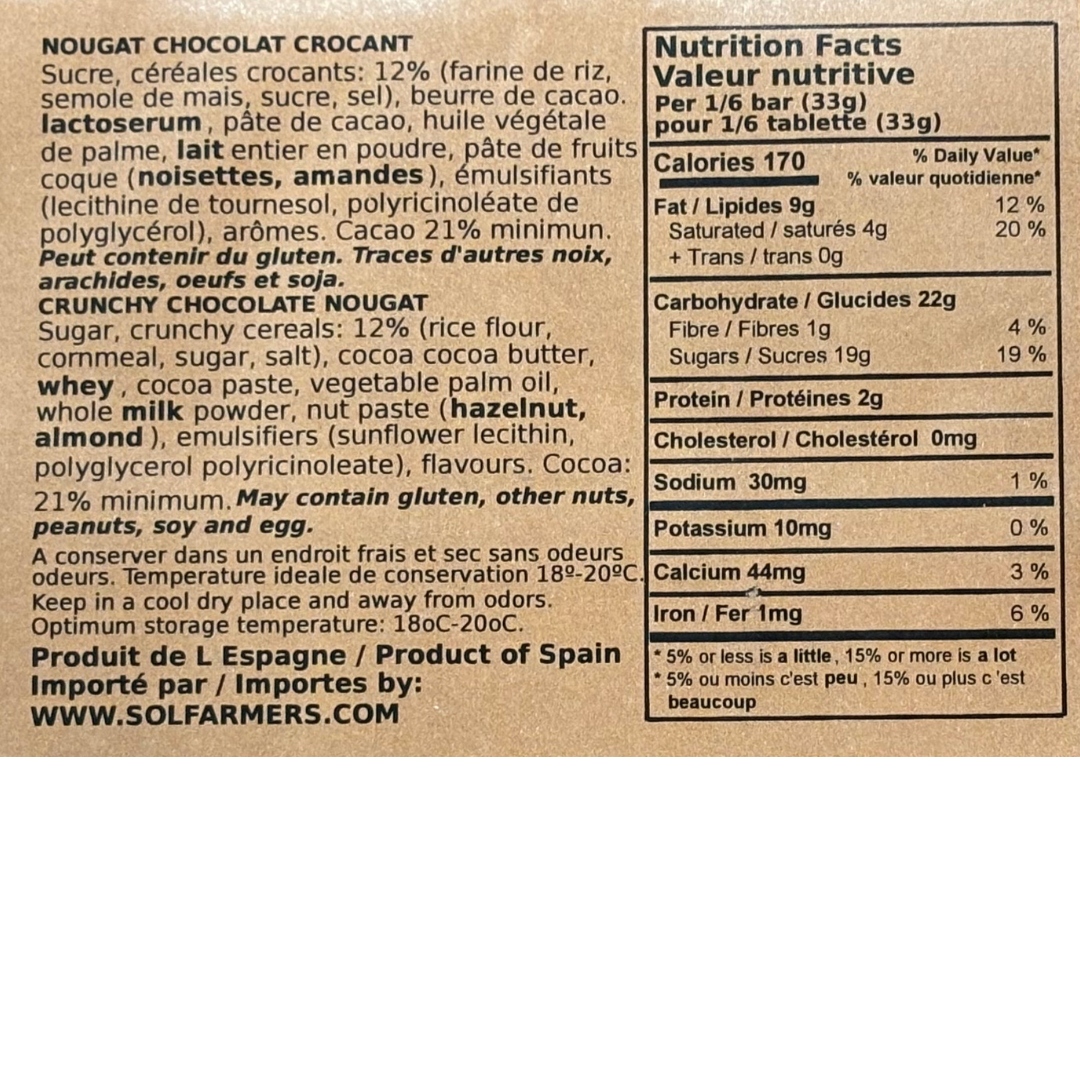 NOUGAT CHOCOLAT CROCANT
Sucre, céréales crocants: 12% (farine de riz,
semole de mais, sucre, sel), beurre de cacao.
lactoserum, pâte de cacao, huile végétale
de palme, lait entier en poudre, pâte de fruits
coque (noisettes, amandes), émulsifiants
(lecithine de tournesol, polyricinoléate de
polyglycérol), arômes. Cacao 21% minimun.
Peut contenir du gluten. Traces d'autres noix,
arachides, oeufs et soja.
CRUNCHY CHOCOLATE NOUGAT
Sugar, crunchy cereals: 12% (rice flour,
cornmeal, sugar, salt), cocoa cocoa butter,
whey, cocoa paste, vegetable palm oil,
whole milk powder, nut paste (hazelnut,
almond), emulsifiers (sunflower lecithin,
polyglycerol polyricinoleate), flavours. Cocoa:
21% minimum. May contain gluten, other nuts,
peanuts, soy and egg.
A conserver dans un endroit frais et sec sans odeurs
odeurs. Temperature ideale de conservation 18º-20ºC.
Keep in a cool dry place and away from odors.
Optimum storage temperature: 18oC-20oC.
Produit de L Espagne / Product of Spain
Importé par / Importes by:
WWW.SOLFARMERS.COM
Nutrition Facts
Valeur nutritive
Per 1/6 bar (33g)
pour 1/6 tablette (33g)
Calories 170 % Daily Value*
% valeur quotidienne*
Fat / Lipides 9g 12 %
Saturated / saturés 4g 20 %
+ Trans / trans 0g
Carbohydrate / Glucides 22g
Fibre / Fibres 1g 4 %
Sugars / Sucres 19g 19 %
Protein / Protéines 2g
Cholesterol / Cholestérol 0mg
Sodium 30mg 1 %
Potassium 10mg 0 %
Calcium 44mg 3 %
Iron / Fer 1mg 6 %
* 5% or less is a little, 15% or more is a lot
* 5% ou moins c'est peu, 15% ou plus c 'est
beaucoup